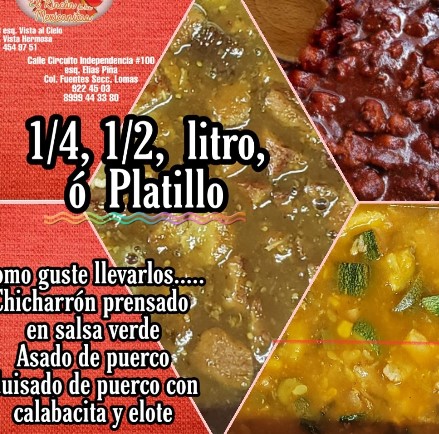 esq. Vista al Cielo
Vista Hermosa
454 07 51
Calle Circuito Independencia #100
esq. Elías Piña
Col. Fuentes Secc. Lomas
922 45 03
8999 44 33 80
1/4, 1/2, litro,
ó Platillo
omo guste llevarlos.....
Chicharrón prensado
en salsa verde
Asado de puerco
uisado de puerco con
calabacita y elote